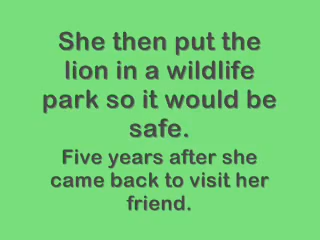 She then put the
lion in a wildlife
park so it would be
safe.
Five years after she
came back to visit her
friend.